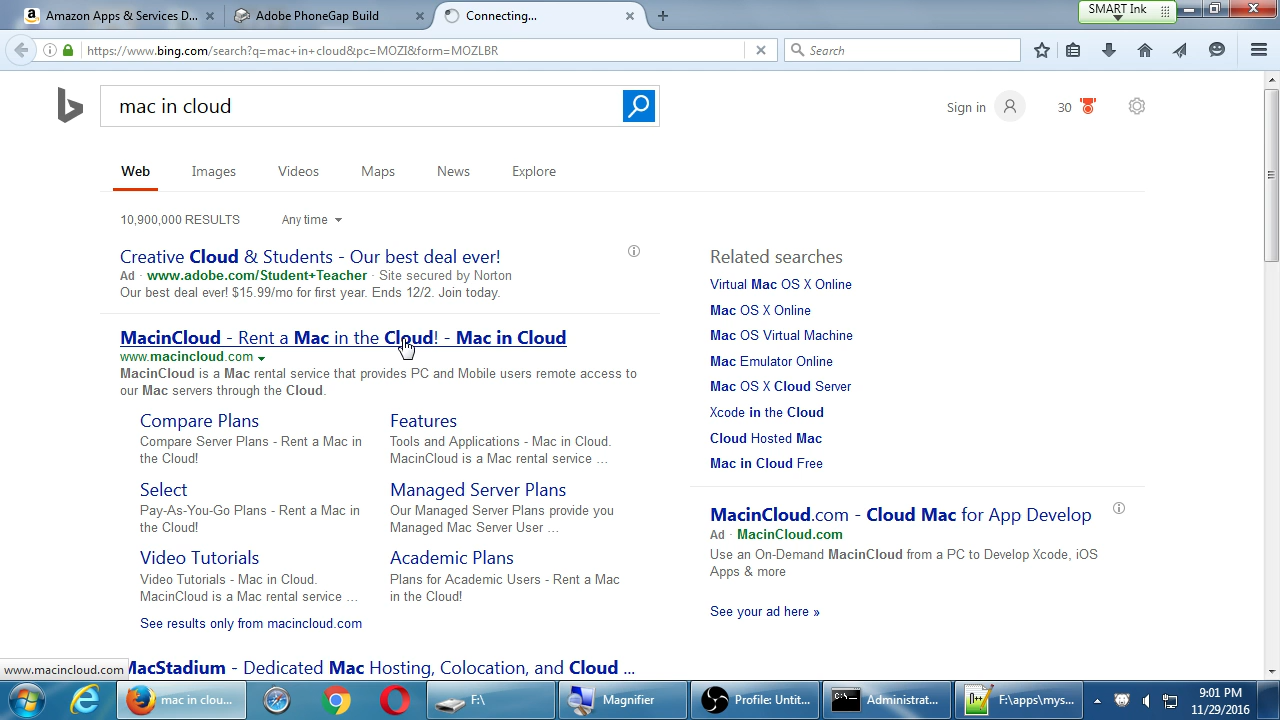 Amazon Apps & Services D...
Adobe PhoneGap Build
Connecting...
SMART Ink
https://www.bing.com/search?q=mac+in+cloud&pc=MOZI&form=MOZLBR
Search
mac in cloud
Sign in
30
Web
Images
Videos
Maps
News
Explore
10,900,000 RESULTS
Any time
Creative Cloud & Students - Our best deal ever!
Ad · www.adobe.com/Student+Teacher · Site secured by Norton
Our best deal ever! $15.99/mo for first year. Ends 12/2. Join today.
MacinCloud - Rent a Mac in the Cloud! - Mac in Cloud
www.macincloud.com
MacinCloud is a Mac rental service that provides PC and Mobile users remote access to
our Mac servers through the Cloud.
Compare Plans
Compare Server Plans - Rent a Mac in
the Cloud!
Features
Tools and Applications - Mac in Cloud.
MacinCloud is a Mac rental service ...
Select
Pay-As-You-Go Plans - Rent a Mac in
the Cloud!
Managed Server Plans
Our Managed Server Plans provide you
Managed Mac Server User ...
Video Tutorials
Video Tutorials - Mac in Cloud.
MacinCloud is a Mac rental service ...
Academic Plans
Plans for Academic Users - Rent a Mac
in the Cloud!
See results only from macincloud.com
MacStadium - Dedicated Mac Hosting, Colocation, and Cloud ...
Related searches
Virtual Mac OS X Online
Mac OS X Online
Mac OS Virtual Machine
Mac Emulator Online
Mac OS X Cloud Server
Xcode in the Cloud
Cloud Hosted Mac
Mac in Cloud Free
MacinCloud.com - Cloud Mac for App Develop
Ad · MacinCloud.com
Use an On-Demand MacinCloud from a PC to Develop Xcode, iOS
Apps & more
See your ad here »
www.macincloud.com
mac in clou...
F:\
Magnifier
Profile: Untit...
Administrat...
F:\apps\mys...
9:01 PM
11/29/2016